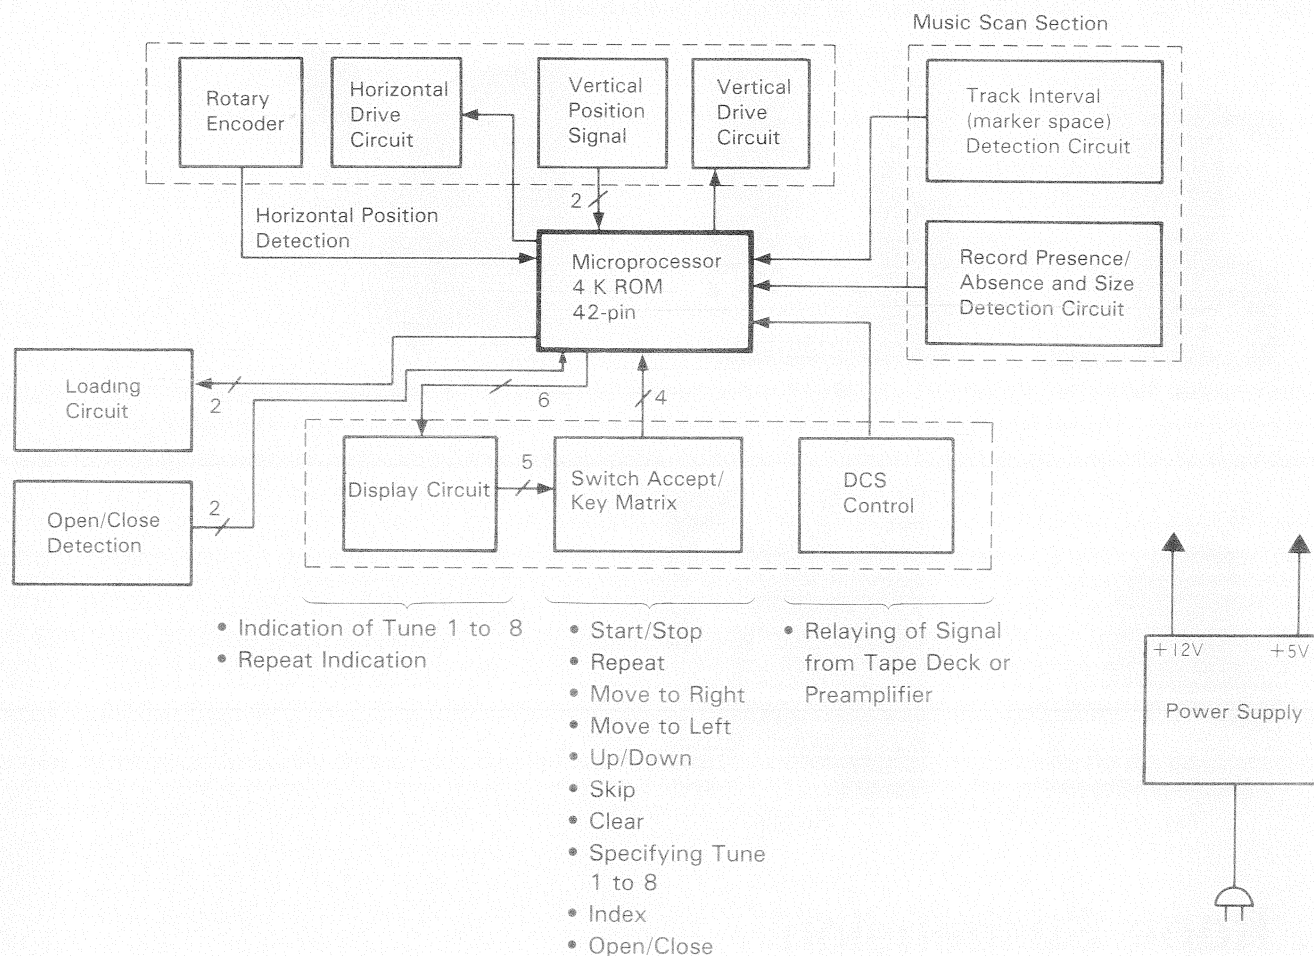 Music Scan Section
Rotary
Encoder
Horizontal
Drive
Circuit
Vertical
Position
Signal
Vertical
Drive
Circuit
Track Interval
(marker space)
Detection Circuit
2
Horizontal Position
Detection
Microprocessor
4 K ROM
42-pin
Record Presence/
Absence and Size
Detection Circuit
Loading
Circuit
2
6
4
Open/Close
Detection
2
Display Circuit
5
Switch Accept/
Key Matrix
DCS
Control
• Indication of Tune 1 to 8
• Repeat Indication
• Start/Stop
• Repeat
• Move to Right
• Move to Left
• Up/Down
• Skip
• Clear
• Specifying Tune
1 to 8
• Index
• Open/Close
• Relaying of Signal
from Tape Deck or
Preamplifier
+12V
+5V
Power Supply